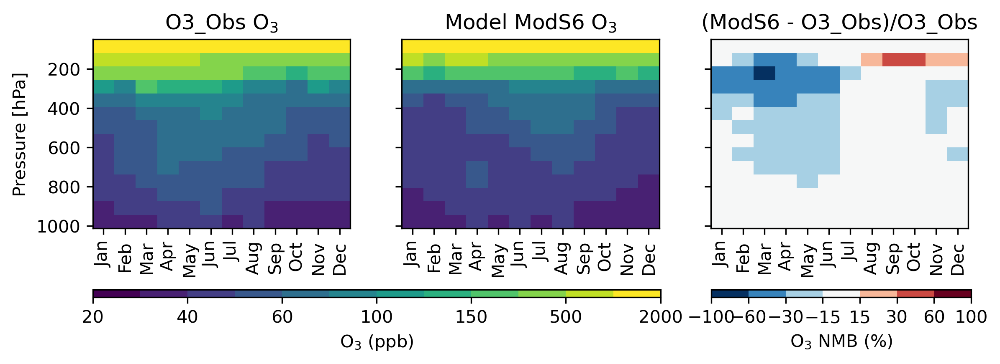 O3_Obs O₃
Model ModS6 O₃
(ModS6 - O3_Obs)/O3_Obs
Pressure [hPa]
200
400
600
800
1000
Jan Feb Mar Apr May Jun Jul Aug Sep Oct Nov Dec
Jan Feb Mar Apr May Jun Jul Aug Sep Oct Nov Dec
Jan Feb Mar Apr May Jun Jul Aug Sep Oct Nov Dec
20 40 60 100 150 500 2000
O₃ (ppb)
−100 −60 −30 −15 15 30 60 100
O₃ NMB (%)